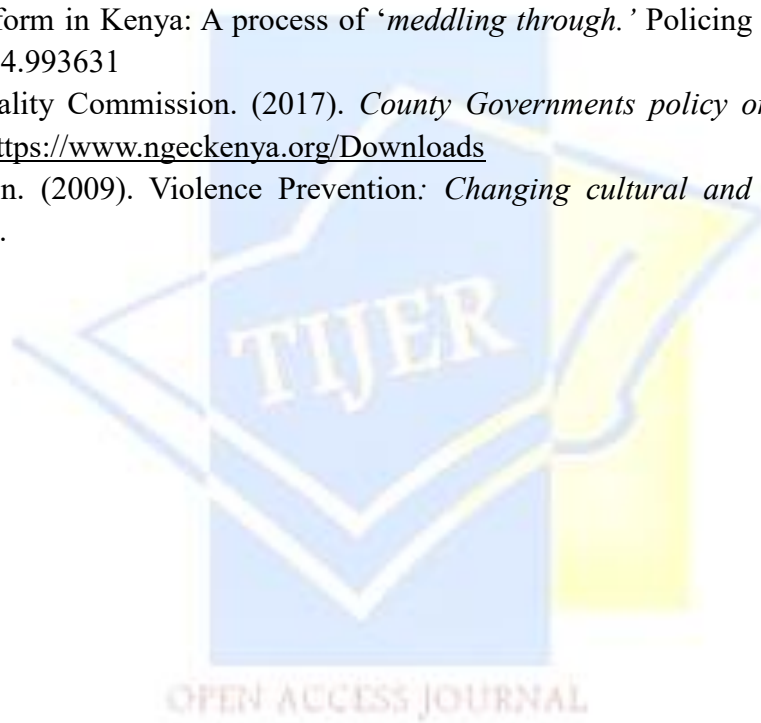 form in Kenya: A process of ‘meddling through.’ Policing
4.993631
ality Commission. (2017). County Governments policy on
ttps://www.ngeckenya.org/Downloads
n. (2009). Violence Prevention: Changing cultural and
.
TIJER
OPEN ACCESS JOURNAL